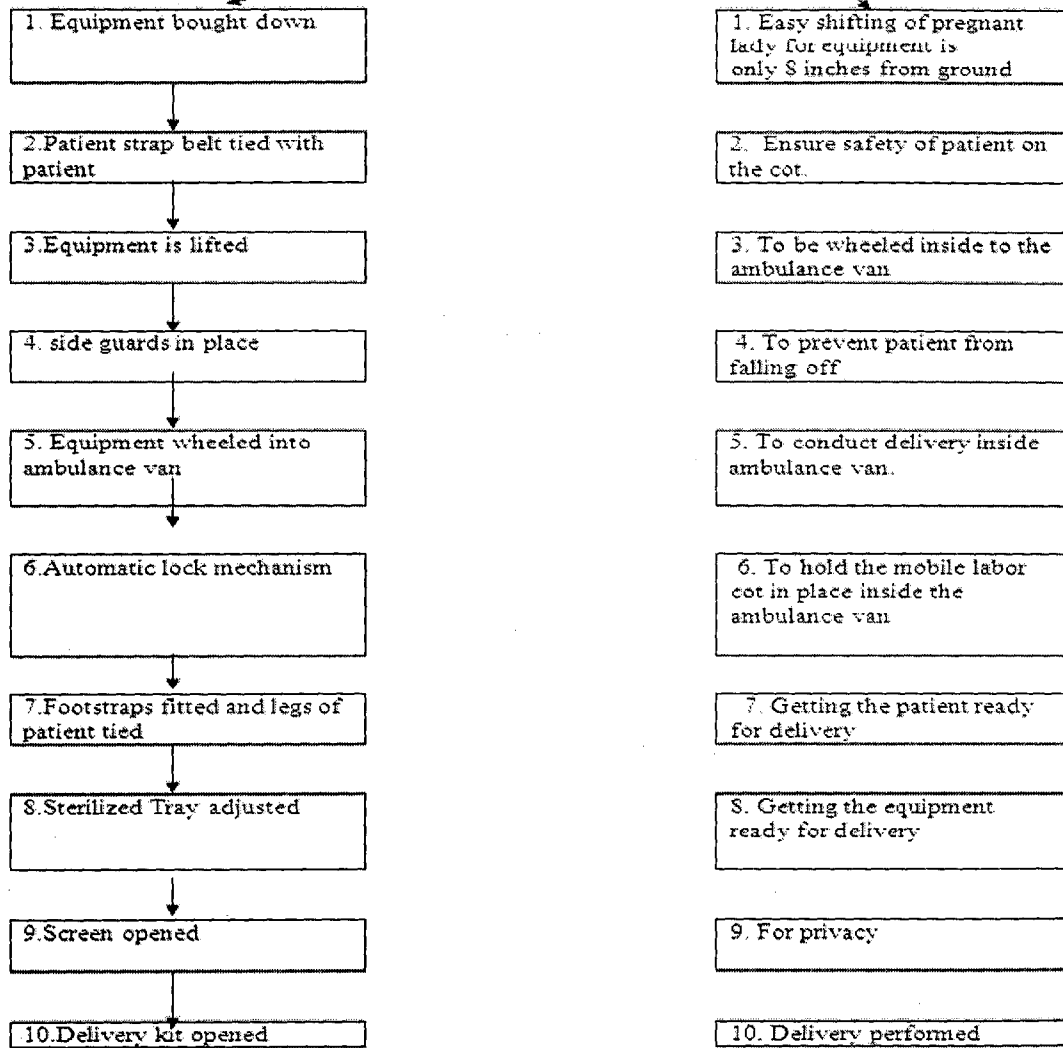 1. Equipment bought down
2.Patient strap belt tied with
patient
3.Equipment is lifted
4. side guards in place
5. Equipment wheeled into
ambulance van
6.Automatic lock mechanism
7.Footstraps fitted and legs of
patient tied
8.Sterilized Tray adjusted
9.Screen opened
10.Delivery kit opened
1. Easy shifting of pregnant
lady for equipment is
only 8 inches from ground
2. Ensure safety of patient on
the cot.
3. To be wheeled inside to the
ambulance van
4. To prevent patient from
falling off
5. To conduct delivery inside
ambulance van.
6. To hold the mobile labor
cot in place inside the
ambulance van
7. Getting the patient ready
for delivery
8. Getting the equipment
ready for delivery
9. For privacy
10. Delivery performed